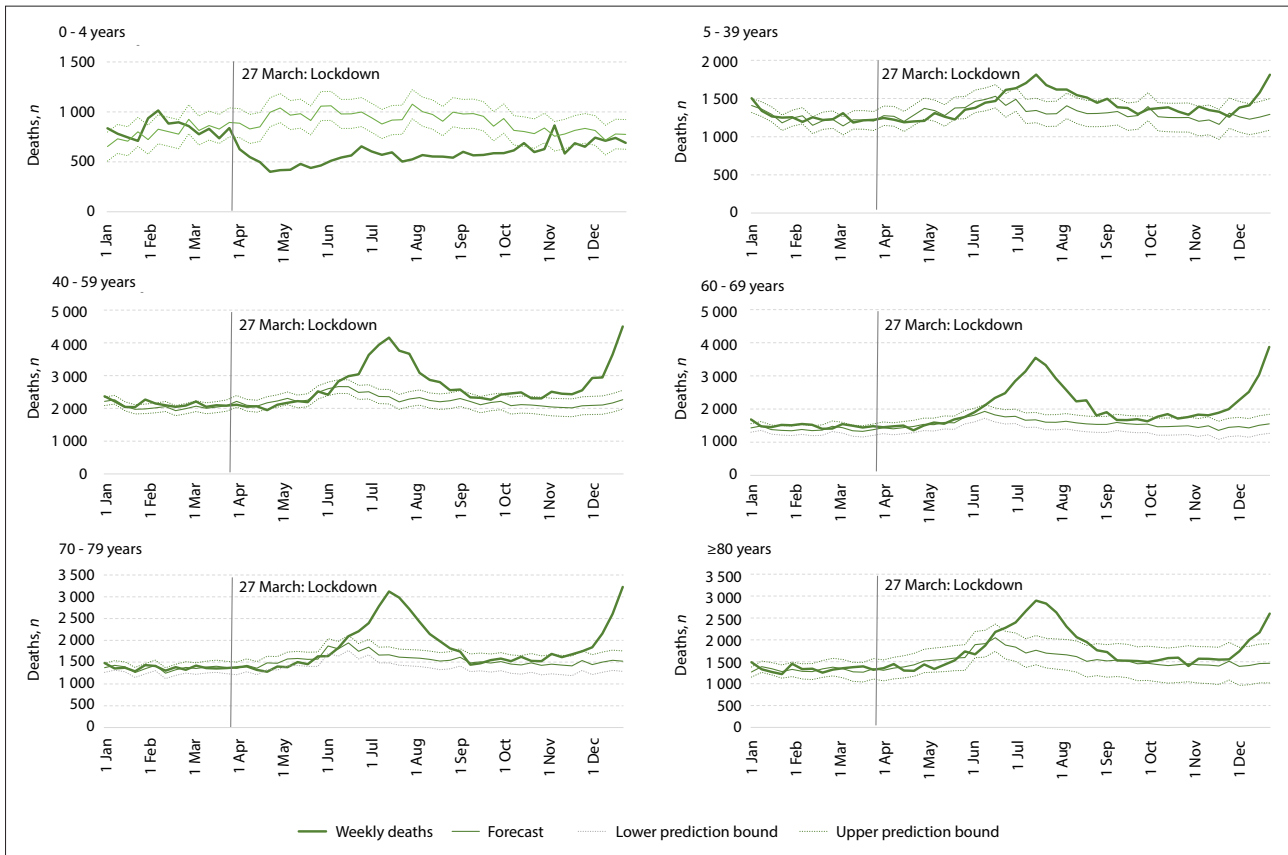 0 - 4 years
1 500
1 000
500
0
Deaths, n
27 March: Lockdown
1 Jan
1 Feb
1 Mar
1 Apr
1 May
1 Jun
1 Jul
1 Aug
1 Sep
1 Oct
1 Nov
1 Dec
5 - 39 years
2 000
1 500
1 000
500
0
Deaths, n
27 March: Lockdown
1 Jan
1 Feb
1 Mar
1 Apr
1 May
1 Jun
1 Jul
1 Aug
1 Sep
1 Oct
1 Nov
1 Dec
40 - 59 years
5 000
4 000
3 000
2 000
1 000
0
Deaths, n
27 March: Lockdown
1 Jan
1 Feb
1 Mar
1 Apr
1 May
1 Jun
1 Jul
1 Aug
1 Sep
1 Oct
1 Nov
1 Dec
60 - 69 years
5 000
4 000
3 000
2 000
1 000
0
Deaths, n
27 March: Lockdown
1 Jan
1 Feb
1 Mar
1 Apr
1 May
1 Jun
1 Jul
1 Aug
1 Sep
1 Oct
1 Nov
1 Dec
70 - 79 years
3 500
3 000
2 500
2 000
1 500
1 000
500
0
Deaths, n
27 March: Lockdown
1 Jan
1 Feb
1 Mar
1 Apr
1 May
1 Jun
1 Jul
1 Aug
1 Sep
1 Oct
1 Nov
1 Dec
≥80 years
3 500
3 000
2 500
2 000
1 500
1 000
500
0
Deaths, n
27 March: Lockdown
1 Jan
1 Feb
1 Mar
1 Apr
1 May
1 Jun
1 Jul
1 Aug
1 Sep
1 Oct
1 Nov
1 Dec
Weekly deaths
Forecast
Lower prediction bound
Upper prediction bound